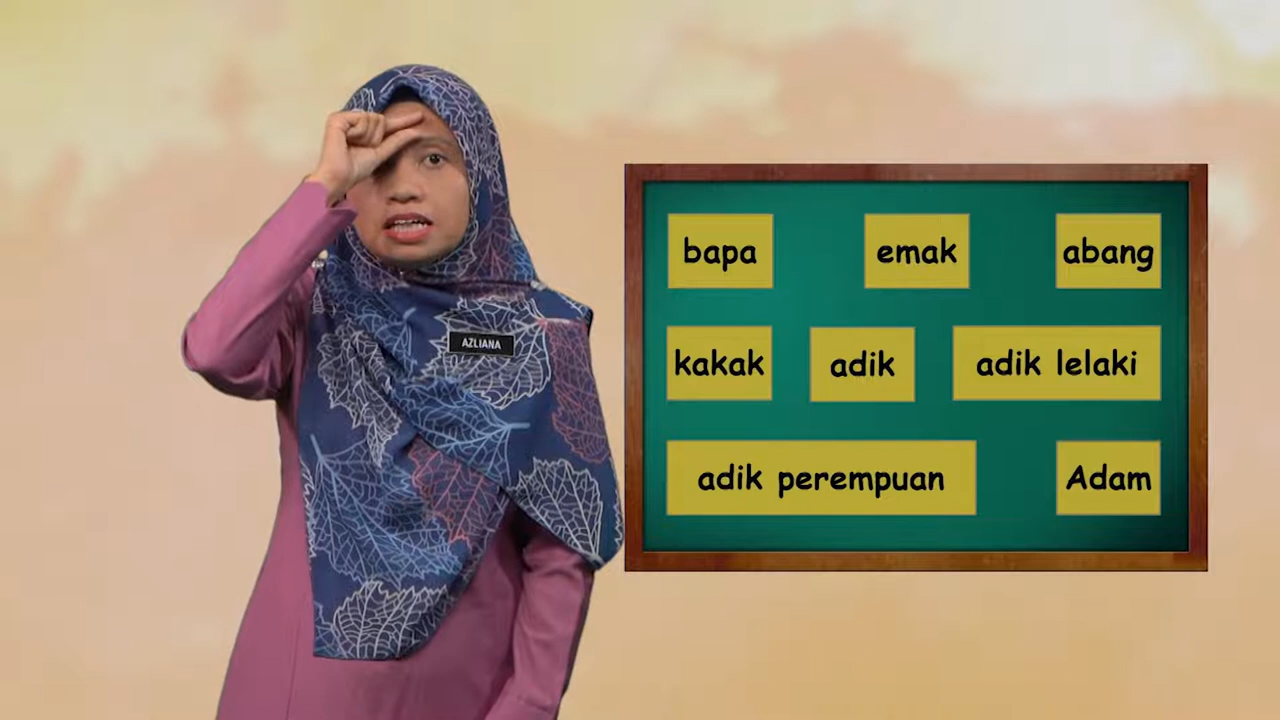 AZLIANA
bapa
emak
abang
kakak
adik
adik lelaki
adik perempuan
Adam